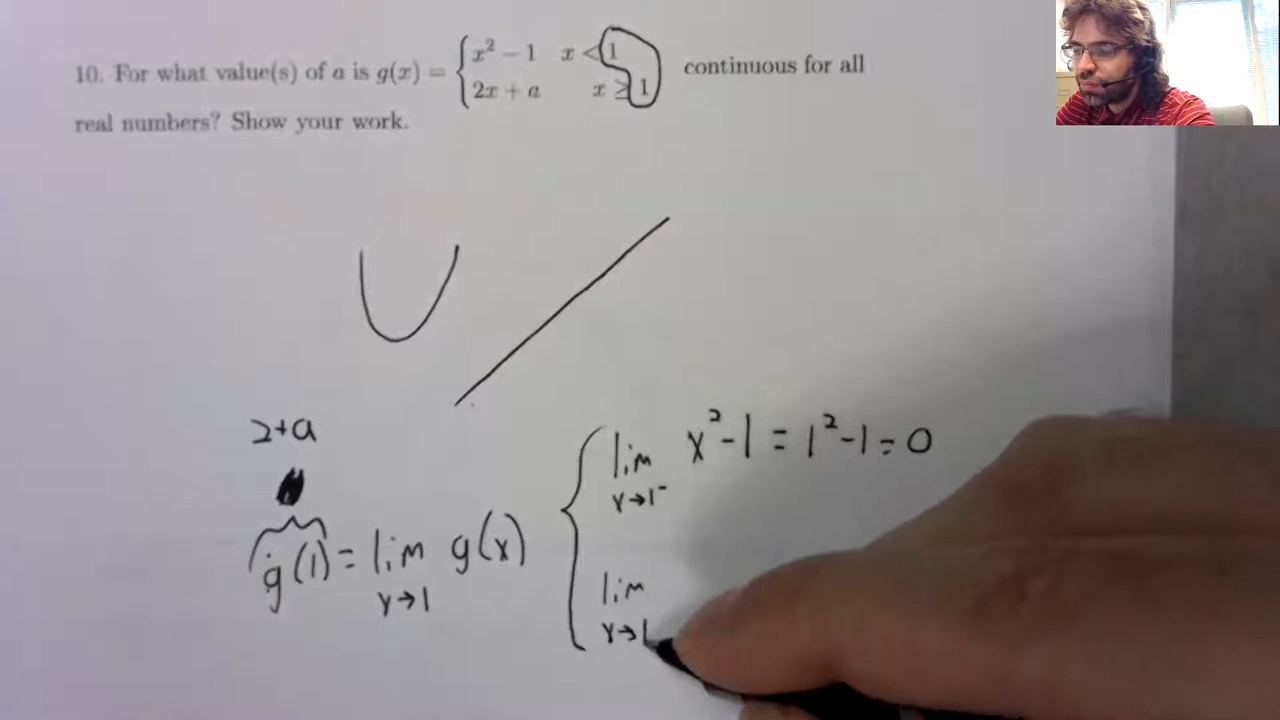 10. For what value(s) of a is g(x) = { x² − 1 x < 1
2x + a x ≥ 1 continuous for all
real numbers? Show your work.
2+a
g(1) = lim g(x)
x→1
lim x²-1 = 1²-1 = 0
x→1⁻
lim
x→1